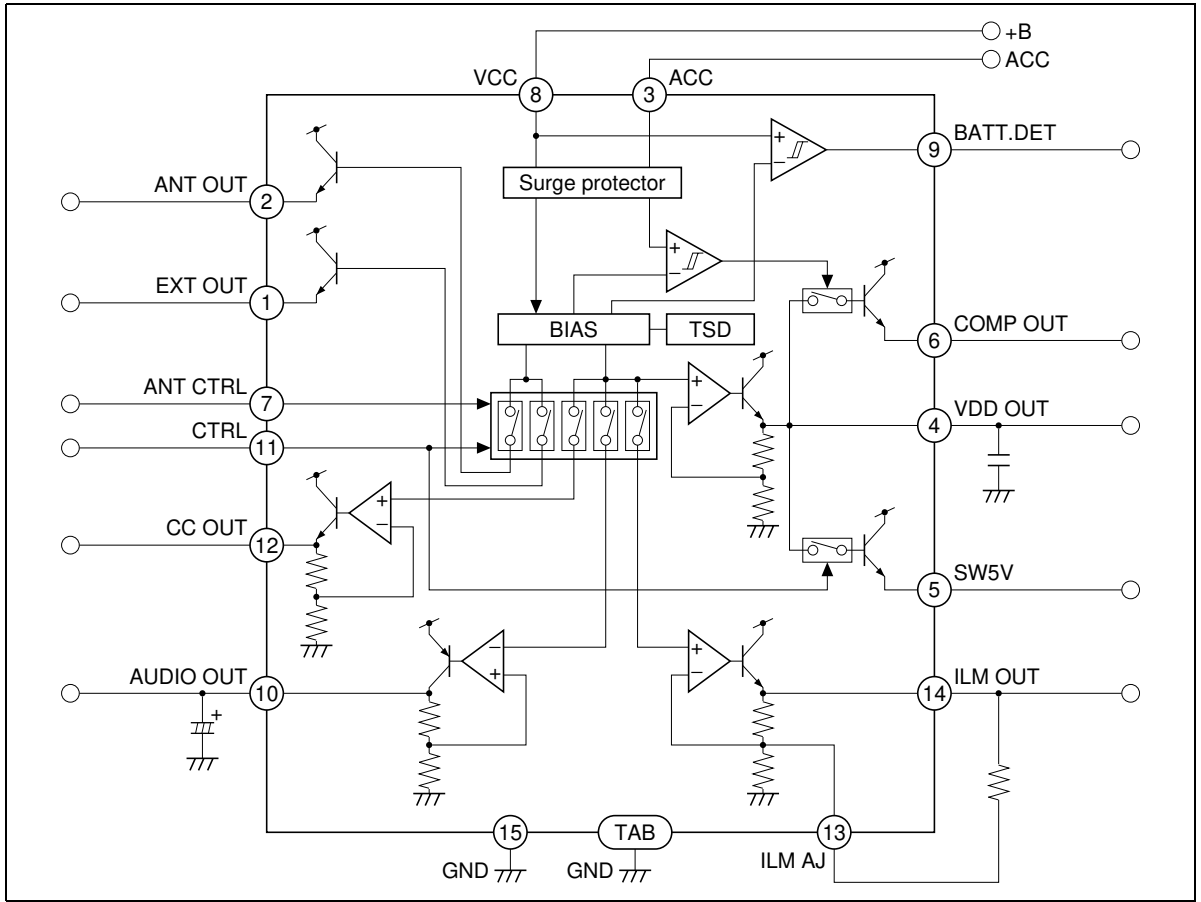 +B
ACC
VCC
ACC
8
3
BATT.DET
9
+
−
Surge protector
ANT OUT
2
+
−
EXT OUT
1
BIAS
TSD
COMP OUT
6
ANT CTRL
7
+
−
VDD OUT
4
CTRL
11
+
−
CC OUT
12
SW5V
5
AUDIO OUT
10
+
−
+
+
−
ILM OUT
14
15
TAB
13
GND
GND
ILM AJ